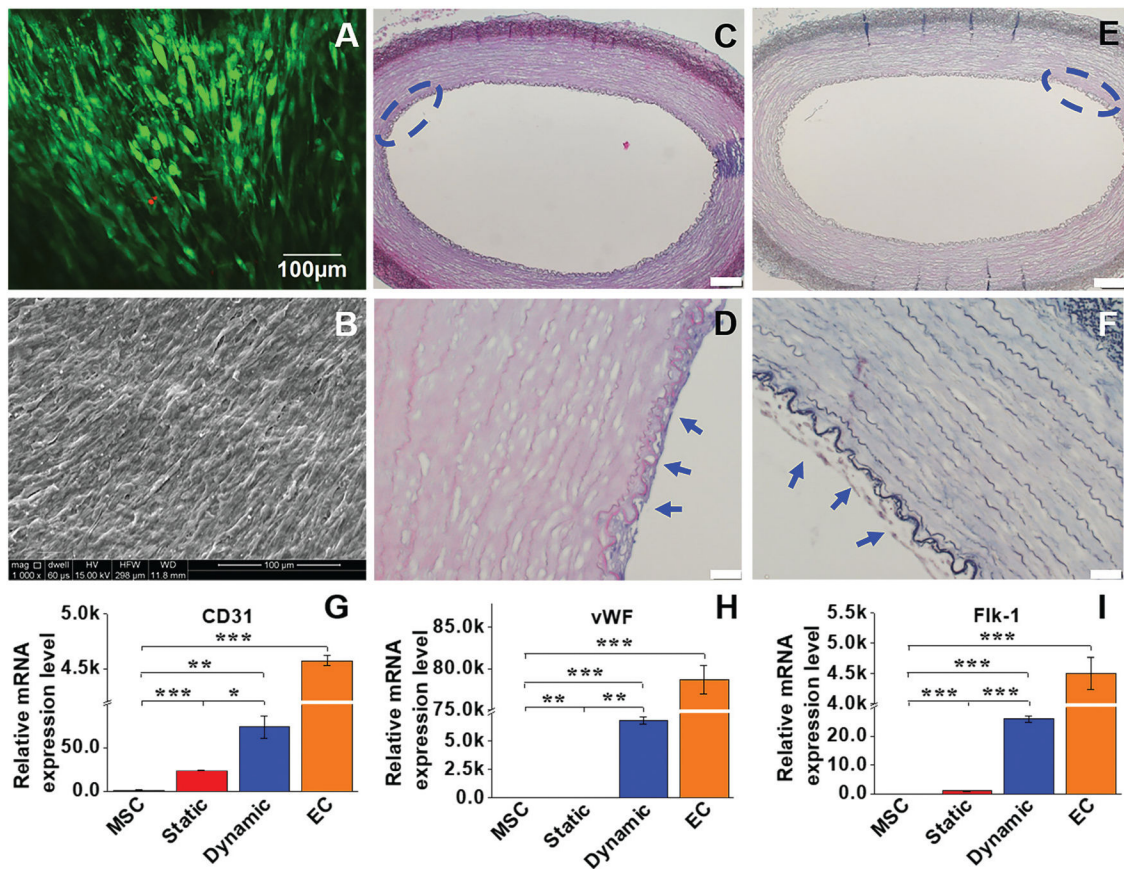 A
100μm
B
mag □ dwell HV HFW WD
1 000 x 60 μs 15.00 kV 298 μm 11.8 mm
100 μm
C
D
E
F
G
CD31
Relative mRNA
expression level
5.0k
4.5k
50.0
0.0
***
**
*** *
MSC Static Dynamic EC
H
vWF
Relative mRNA
expression level
85.0k
80.0k
75.0k
5.0k
2.5k
0.0
***
***
** **
MSC Static Dynamic EC
I
Flk-1
Relative mRNA
expression level
5.5k
5.0k
4.5k
4.0k
20.0
10.0
0.0
***
***
*** ***
MSC Static Dynamic EC